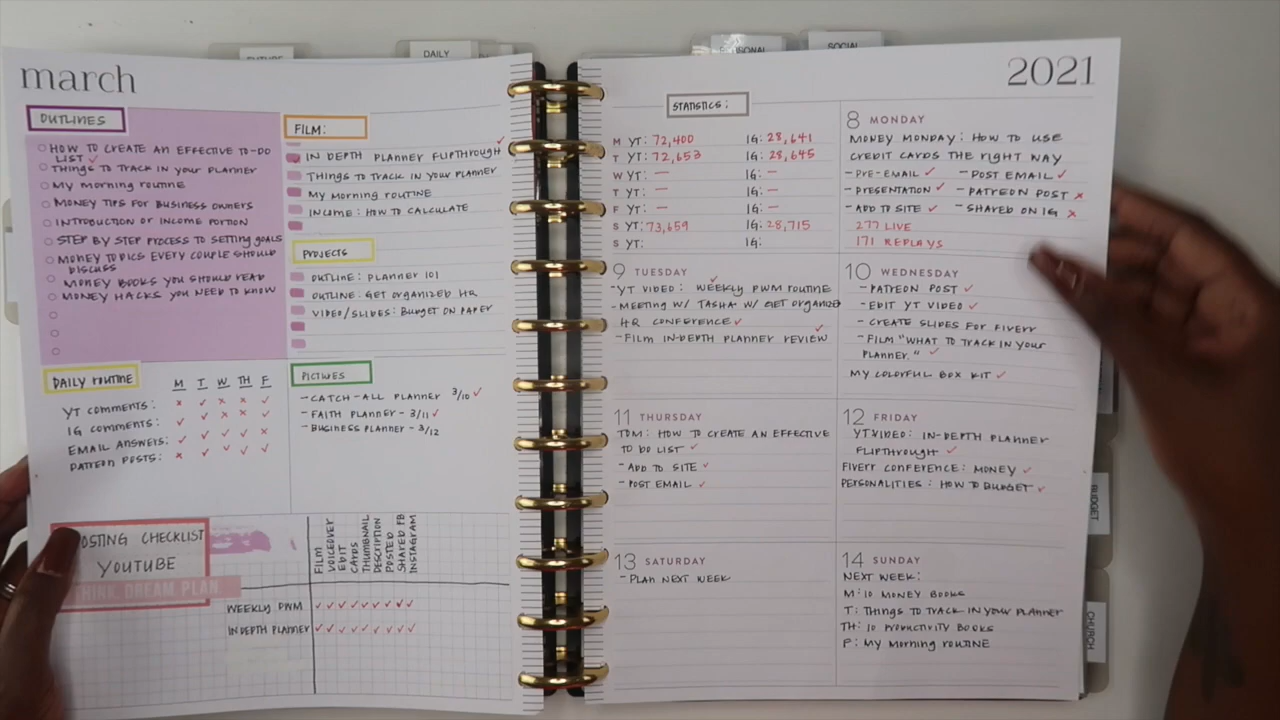 DAILY
SOCIAL
march
OUTLINES
HOW TO CREATE AN EFFECTIVE TO-DO
LIST ✓
THINGS TO TRACK IN YOUR PLANNER
MY MORNING ROUTINE
MONEY TIPS FOR BUSINESS OWNERS
INTRODUCTION OF INCOME PORTION
STEP BY STEP PROCESS TO SETTING GOALS
MONEY TOPICS EVERY COUPLE SHOULD
DISCUSS
MONEY BOOKS YOU SHOULD READ
MONEY HACKS YOU NEED TO KNOW
FILM:
IN DEPTH PLANNER FLIPTHROUGH ✓
THINGS TO TRACK IN YOUR PLANNER
MY MORNING ROUTINE
INCOME: HOW TO CALCULATE
PROJECTS
OUTLINE: PLANNER 101
OUTLINE: GET ORGANIZED HR
VIDEO/SLIDES: BUDGET ON PAPER
DAILY ROUTINE M T W TH F
YT COMMENTS: x ✓ x x ✓
IG COMMENTS: ✓ ✓ x x ✓
EMAIL ANSWERS: ✓ ✓ ✓ ✓ x
PATREON POSTS: x ✓ ✓ ✓ ✓
PICTURES
- CATCH-ALL PLANNER 3/10 ✓
- FAITH PLANNER - 3/11 ✓
- BUSINESS PLANNER - 3/12
OSTING CHECKLIST
YOUTUBE
THINK DREAM PLAN
FILM
VOICEOVER
EDIT
CARDS
THUMBNAIL
DESCRIPTION
POSTED
SHARED FB
INSTAGRAM
WEEKLY PWM ✓ ✓ ✓ ✓ ✓ ✓ ✓ ✓ ✓
INDEPTH PLANNER ✓ ✓ ✓ ✓ ✓ ✓ ✓ ✓ ✓
2021
STATISTICS:
M YT: 72,400 IG: 28,641
T YT: 72,653 IG: 28,645
W YT: — IG: —
T YT: — IG: —
F YT: — IG: —
S YT: 73,659 IG: 28,715
S YT: IG:
8 MONDAY
MONEY MONDAY: HOW TO USE
CREDIT CARDS THE RIGHT WAY
- PRE-EMAIL ✓ - POST EMAIL ✓
- PRESENTATION ✓ - PATREON POST x
- ADD TO SITE ✓ - SHARED ON IG x
277 LIVE
171 REPLAYS
9 TUESDAY
- YT VIDEO: WEEKLY PWM ROUTINE ✓
- MEETING W/ TASHA W/ GET ORGANIZED
HR CONFERENCE ✓
- FILM IN-DEPTH PLANNER REVIEW ✓
10 WEDNESDAY
- PATREON POST ✓
- EDIT YT VIDEO ✓
- CREATE SLIDES FOR FIVERR
- FILM "WHAT TO TRACK IN YOUR
PLANNER." ✓
MY COLORFUL BOX KIT ✓
11 THURSDAY
TDM: HOW TO CREATE AN EFFECTIVE
TO DO LIST ✓
- ADD TO SITE ✓
- POST EMAIL ✓
12 FRIDAY
YT VIDEO: IN-DEPTH PLANNER
FLIPTHROUGH ✓
FIVERR CONFERENCE: MONEY ✓
PERSONALITIES: HOW TO BUDGET ✓
13 SATURDAY
- PLAN NEXT WEEK
14 SUNDAY
NEXT WEEK:
M: 10 MONEY BOOKS
T: THINGS TO TRACK IN YOUR PLANNER
TH: 10 PRODUCTIVITY BOOKS
F: MY MORNING ROUTINE
BUDGET
CHURCH